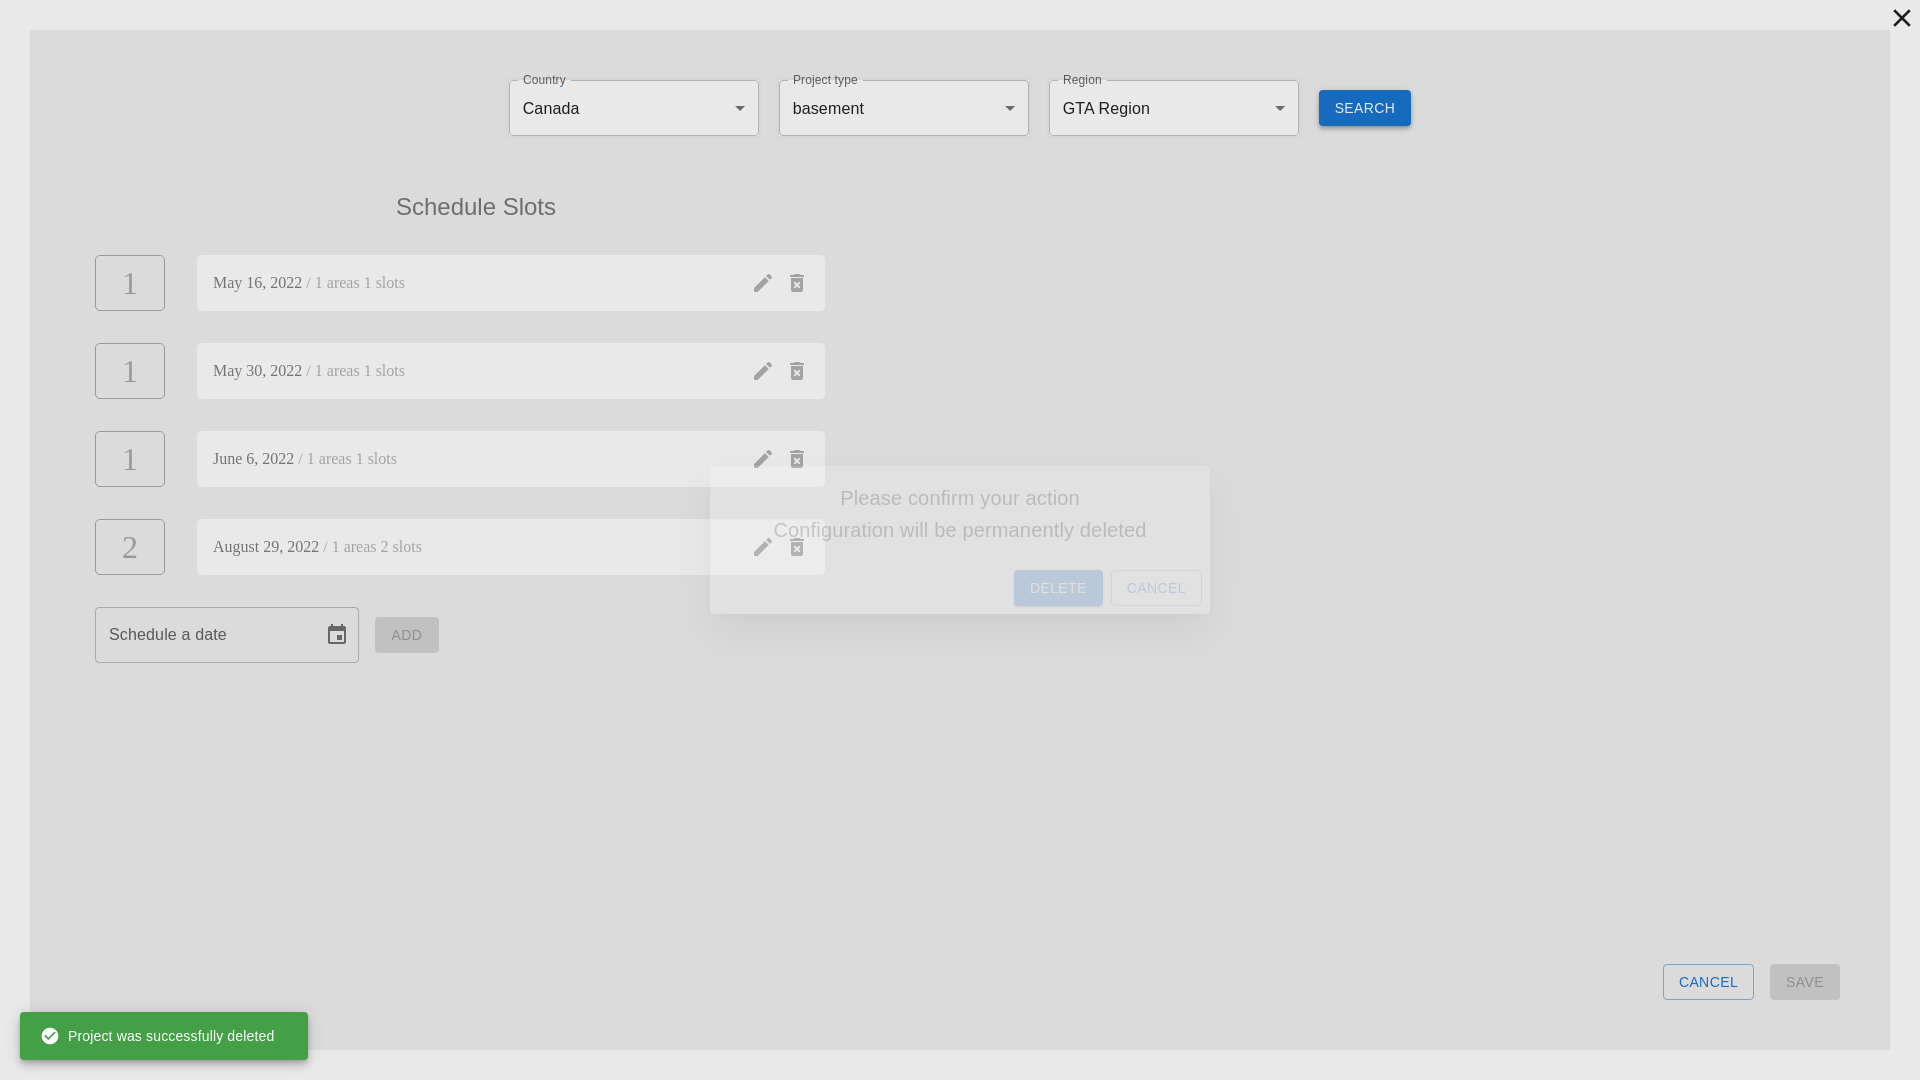 Country
Canada
Project type
basement
Region
GTA Region
SEARCH
Schedule Slots
1
May 16, 2022 / 1 areas 1 slots
1
May 30, 2022 / 1 areas 1 slots
1
June 6, 2022 / 1 areas 1 slots
2
August 29, 2022 / 1 areas 2 slots
Please confirm your action
Configuration will be permanently deleted
DELETE
CANCEL
Schedule a date
ADD
CANCEL
SAVE
Project was successfully deleted